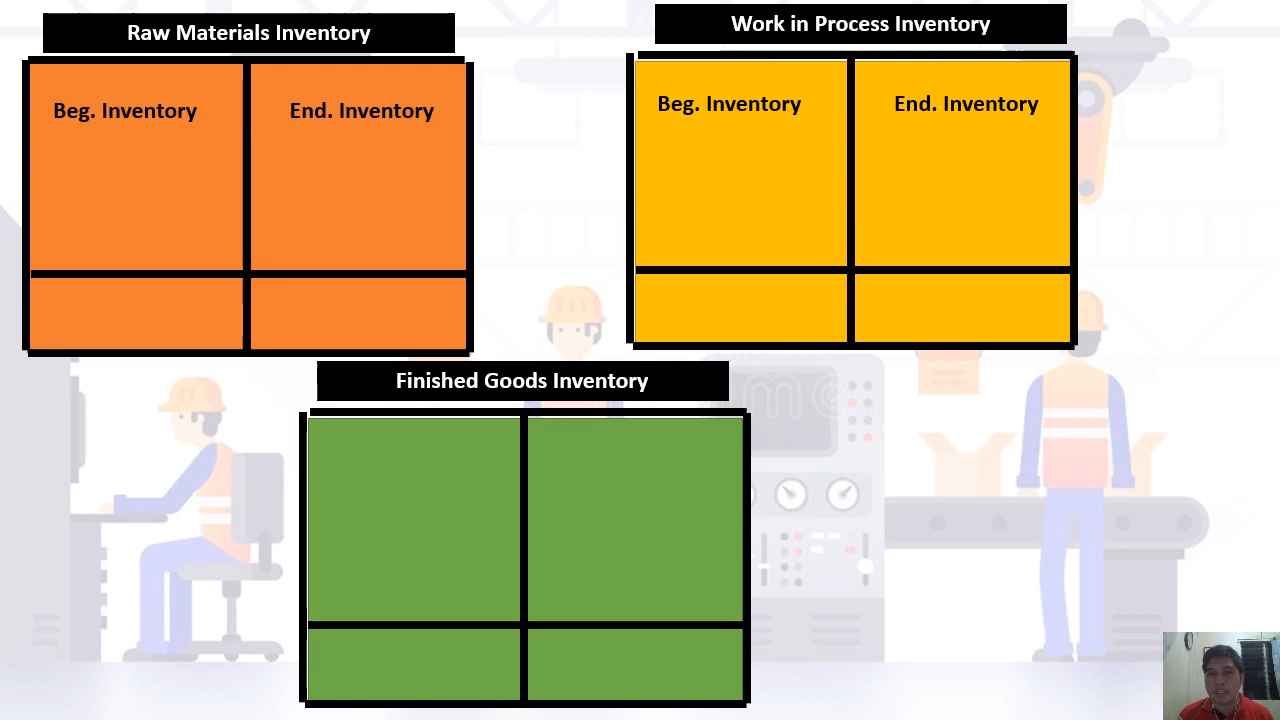 Raw Materials Inventory
Beg. Inventory
End. Inventory
Work in Process Inventory
Beg. Inventory
End. Inventory
Finished Goods Inventory